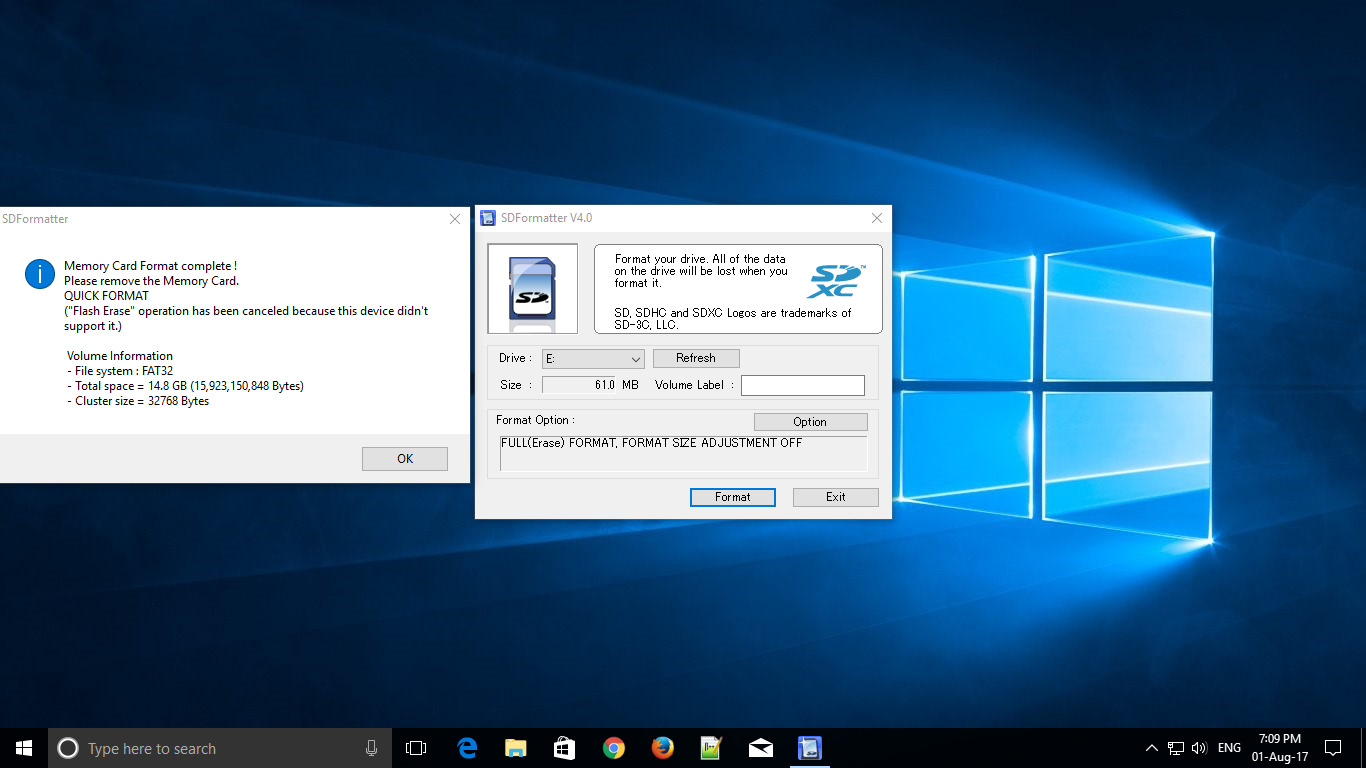 SDFormatter
Memory Card Format complete !
Please remove the Memory Card.
QUICK FORMAT
("Flash Erase" operation has been canceled because this device didn't
support it.)
Volume Information
- File system : FAT32
- Total space = 14.8 GB (15,923,150,848 Bytes)
- Cluster size = 32768 Bytes
OK
SDFormatter V4.0
SD
Format your drive. All of the data
on the drive will be lost when you
format it.
SD XC™
SD, SDHC and SDXC Logos are trademarks of
SD-3C, LLC.
Drive : E: Refresh
Size : 61.0 MB Volume Label :
Format Option : Option
FULL(Erase) FORMAT, FORMAT SIZE ADJUSTMENT OFF
Format Exit
Type here to search
ENG
7:09 PM
01-Aug-17